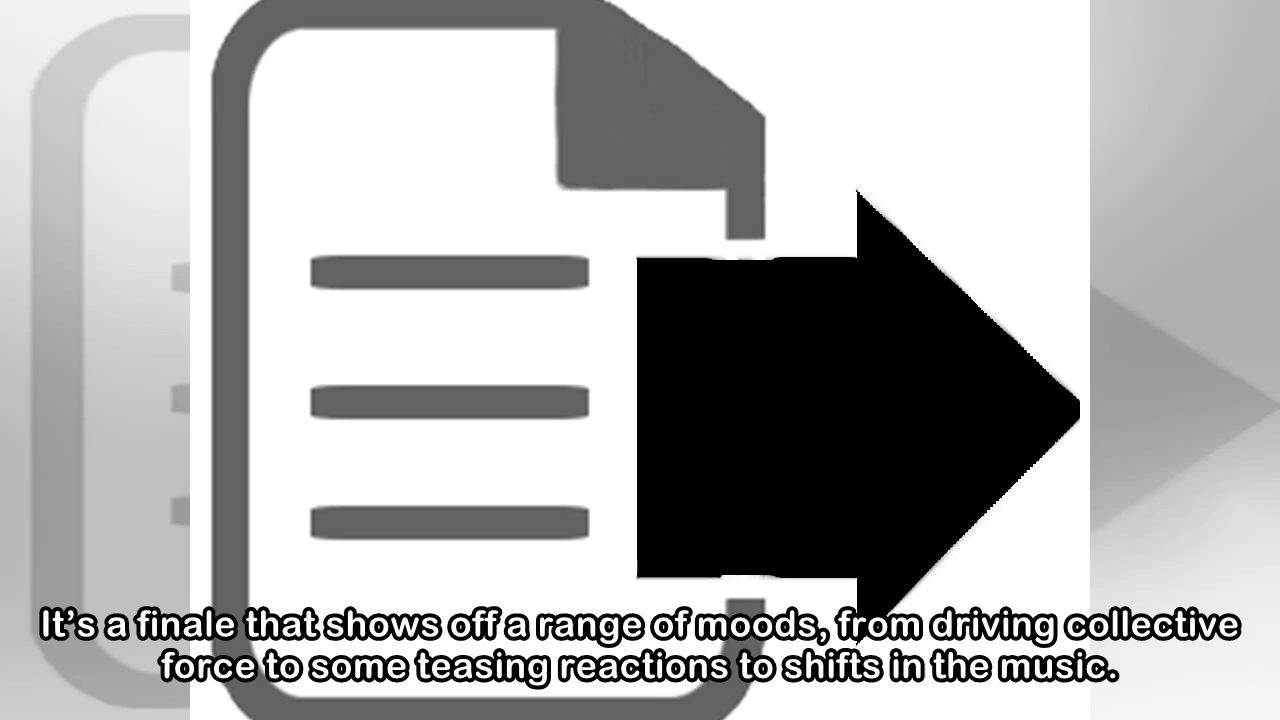 It's a finale that shows off a range of moods, from driving collective
force to some teasing reactions to shifts in the music.